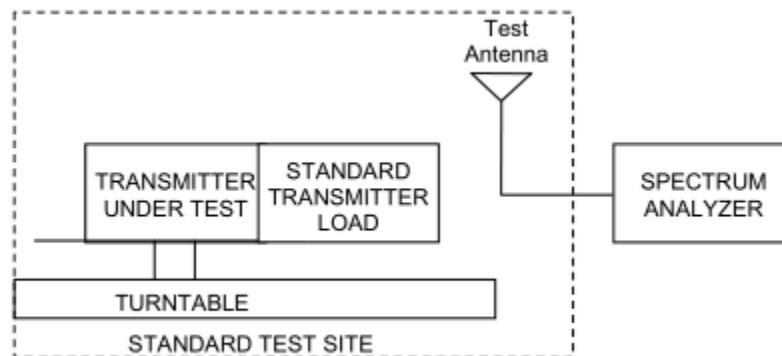 Test
Antenna
TRANSMITTER
UNDER TEST
STANDARD
TRANSMITTER
LOAD
SPECTRUM
ANALYZER
TURNTABLE
STANDARD TEST SITE